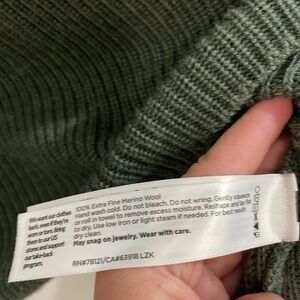 We want our clothes
back, even if they're
worn or torn. Bring
them to our US
stores and support
our take-back
program.
100% Extra Fine Merino Wool
Hand wash cold. Do not bleach. Do not wring. Gently squeeze
or roll in towel to remove excess moisture. Reshape and lay flat
to dry. Use low iron or light steam if needed. For best results
dry clean.
May snag on jewelry. Wear with care.
RN#78121/CA#63918 LZK